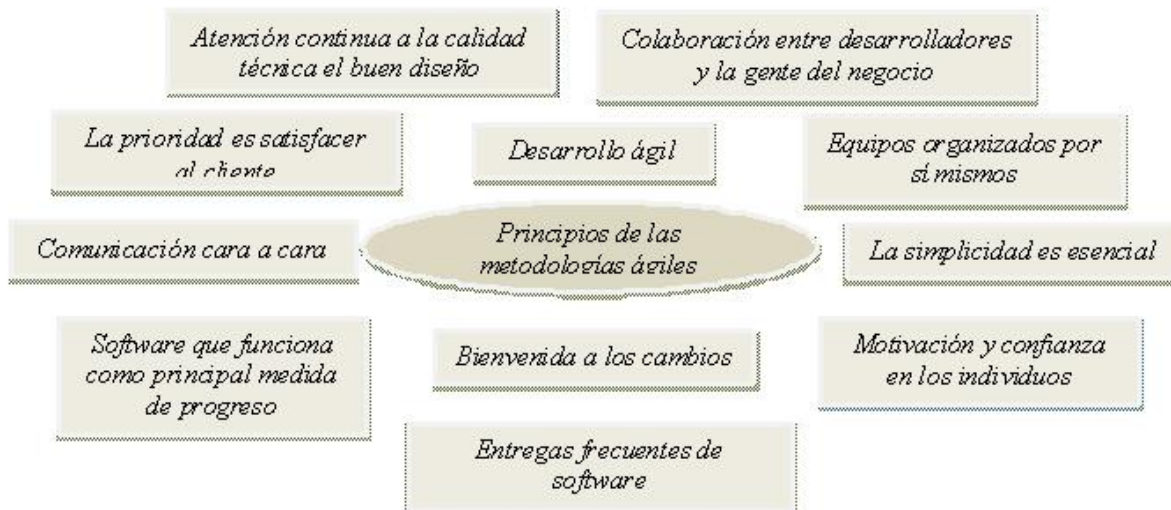 Atención continua a la calidad
técnica el buen diseño
Colaboración entre desarrolladores
y la gente del negocio
La prioridad es satisfacer
al cliente
Desarrollo ágil
Equipos organizados por
sí mismos
Comunicación cara a cara
Principios de las
metodologías ágiles
La simplicidad es esencial
Software que funciona
como principal medida
de progreso
Bienvenida a los cambios
Motivación y confianza
en los individuos
Entregas frecuentes de
software